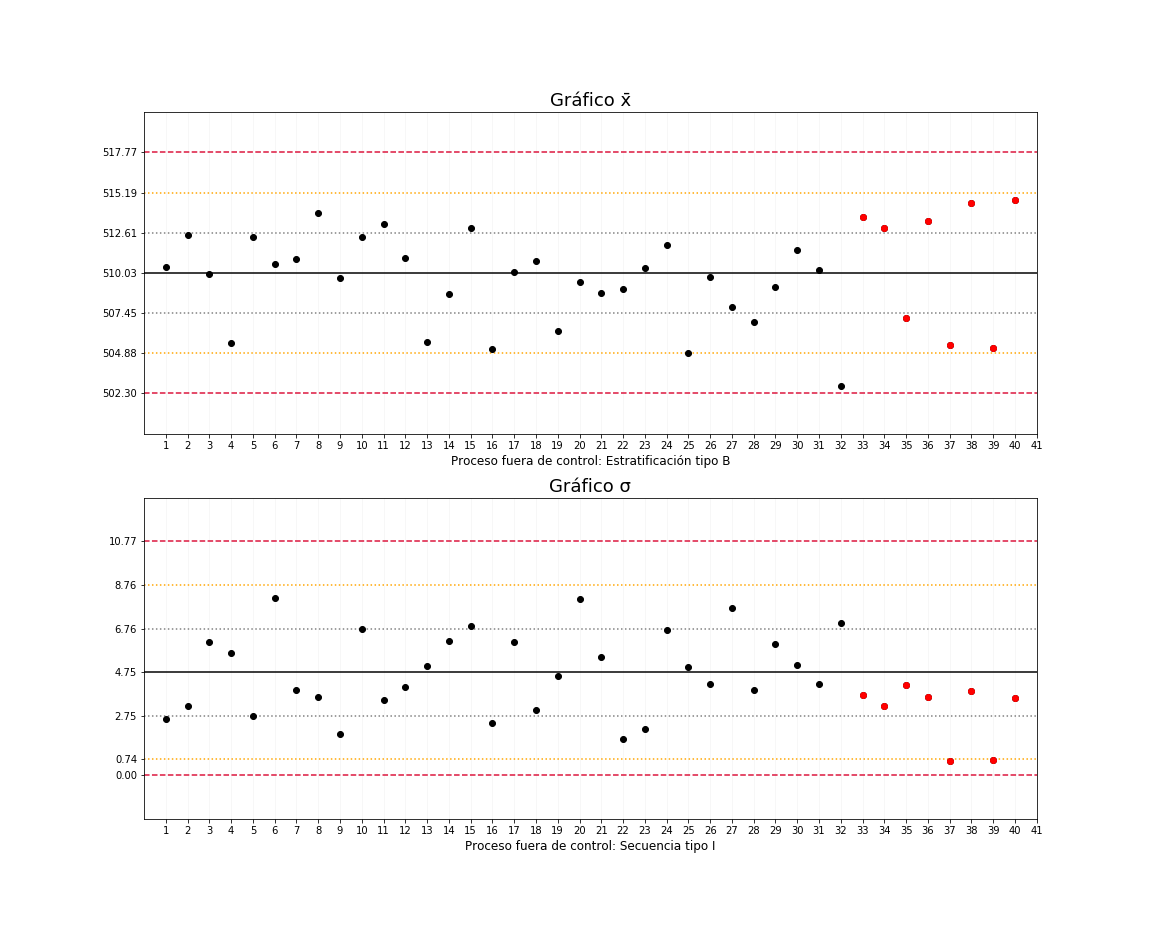 Gráfico x̄
517.77
515.19
512.61
510.03
507.45
504.88
502.30
1 2 3 4 5 6 7 8 9 10 11 12 13 14 15 16 17 18 19 20 21 22 23 24 25 26 27 28 29 30 31 32 33 34 35 36 37 38 39 40 41
Proceso fuera de control: Estratificación tipo B
Gráfico σ
10.77
8.76
6.76
4.75
2.75
0.74
0.00
1 2 3 4 5 6 7 8 9 10 11 12 13 14 15 16 17 18 19 20 21 22 23 24 25 26 27 28 29 30 31 32 33 34 35 36 37 38 39 40 41
Proceso fuera de control: Secuencia tipo I